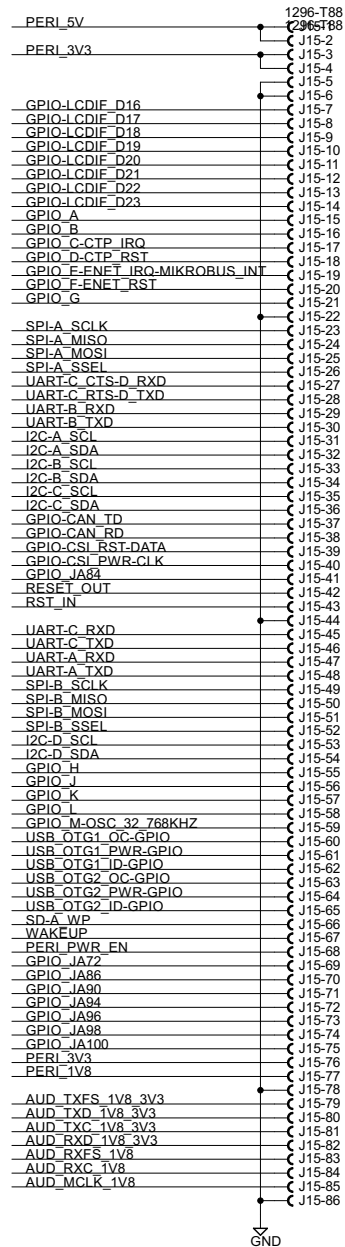 1296-T88
1296-T88
PERI_5V J15-1
J15-2
PERI_3V3 J15-3
J15-4
J15-5
J15-6
GPIO-LCDIF_D16 J15-7
GPIO-LCDIF_D17 J15-8
GPIO-LCDIF_D18 J15-9
GPIO-LCDIF_D19 J15-10
GPIO-LCDIF_D20 J15-11
GPIO-LCDIF_D21 J15-12
GPIO-LCDIF_D22 J15-13
GPIO-LCDIF_D23 J15-14
GPIO_A J15-15
GPIO_B J15-16
GPIO_C-CTP_IRQ J15-17
GPIO_D-CTP_RST J15-18
GPIO_E-ENET_IRQ-MIKROBUS_INT J15-19
GPIO_F-ENET_RST J15-20
GPIO_G J15-21
J15-22
SPI-A_SCLK J15-23
SPI-A_MISO J15-24
SPI-A_MOSI J15-25
SPI-A_SSEL J15-26
UART-C_CTS-D_RXD J15-27
UART-C_RTS-D_TXD J15-28
UART-B_RXD J15-29
UART-B_TXD J15-30
I2C-A_SCL J15-31
I2C-A_SDA J15-32
I2C-B_SCL J15-33
I2C-B_SDA J15-34
I2C-C_SCL J15-35
I2C-C_SDA J15-36
GPIO-CAN_TD J15-37
GPIO-CAN_RD J15-38
GPIO-CSI_RST-DATA J15-39
GPIO-CSI_PWR-CLK J15-40
GPIO_JA84 J15-41
RESET_OUT J15-42
RST_IN J15-43
J15-44
UART-C_RXD J15-45
UART-C_TXD J15-46
UART-A_RXD J15-47
UART-A_TXD J15-48
SPI-B_SCLK J15-49
SPI-B_MISO J15-50
SPI-B_MOSI J15-51
SPI-B_SSEL J15-52
I2C-D_SCL J15-53
I2C-D_SDA J15-54
GPIO_H J15-55
GPIO_J J15-56
GPIO_K J15-57
GPIO_L J15-58
GPIO_M-OSC_32_768KHZ J15-59
USB_OTG1_OC-GPIO J15-60
USB_OTG1_PWR-GPIO J15-61
USB_OTG1_ID-GPIO J15-62
USB_OTG2_OC-GPIO J15-63
USB_OTG2_PWR-GPIO J15-64
USB_OTG2_ID-GPIO J15-65
SD-A_WP J15-66
WAKEUP J15-67
PERI_PWR_EN J15-68
GPIO_JA72 J15-69
GPIO_JA86 J15-70
GPIO_JA90 J15-71
GPIO_JA94 J15-72
GPIO_JA96 J15-73
GPIO_JA98 J15-74
GPIO_JA100 J15-75
PERI_3V3 J15-76
PERI_1V8 J15-77
J15-78
AUD_TXFS_1V8_3V3 J15-79
AUD_TXD_1V8_3V3 J15-80
AUD_TXC_1V8_3V3 J15-81
AUD_RXD_1V8_3V3 J15-82
AUD_RXFS_1V8 J15-83
AUD_RXC_1V8 J15-84
AUD_MCLK_1V8 J15-85
J15-86
GND